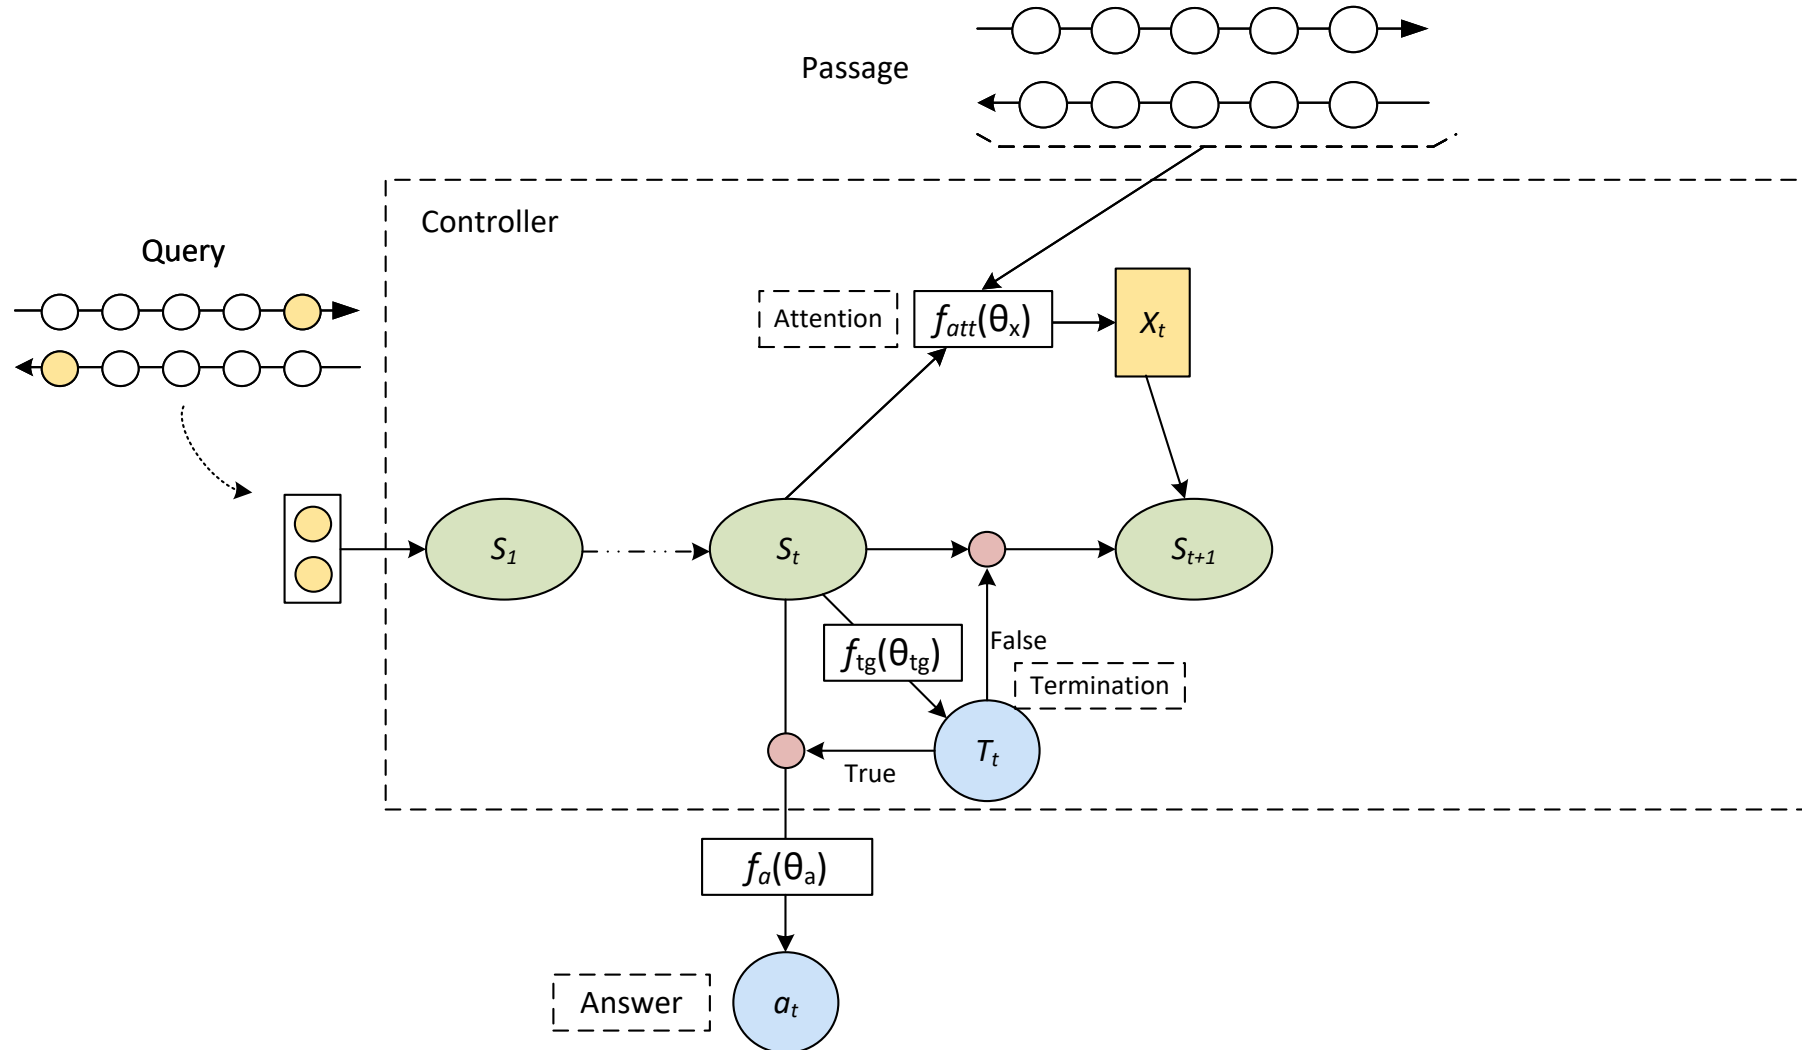 Passage
Controller
Query
Attention
f_att(θ_x)
X_t
S_1
S_t
S_{t+1}
f_tg(θ_tg)
False
Termination
T_t
True
f_a(θ_a)
Answer
a_t